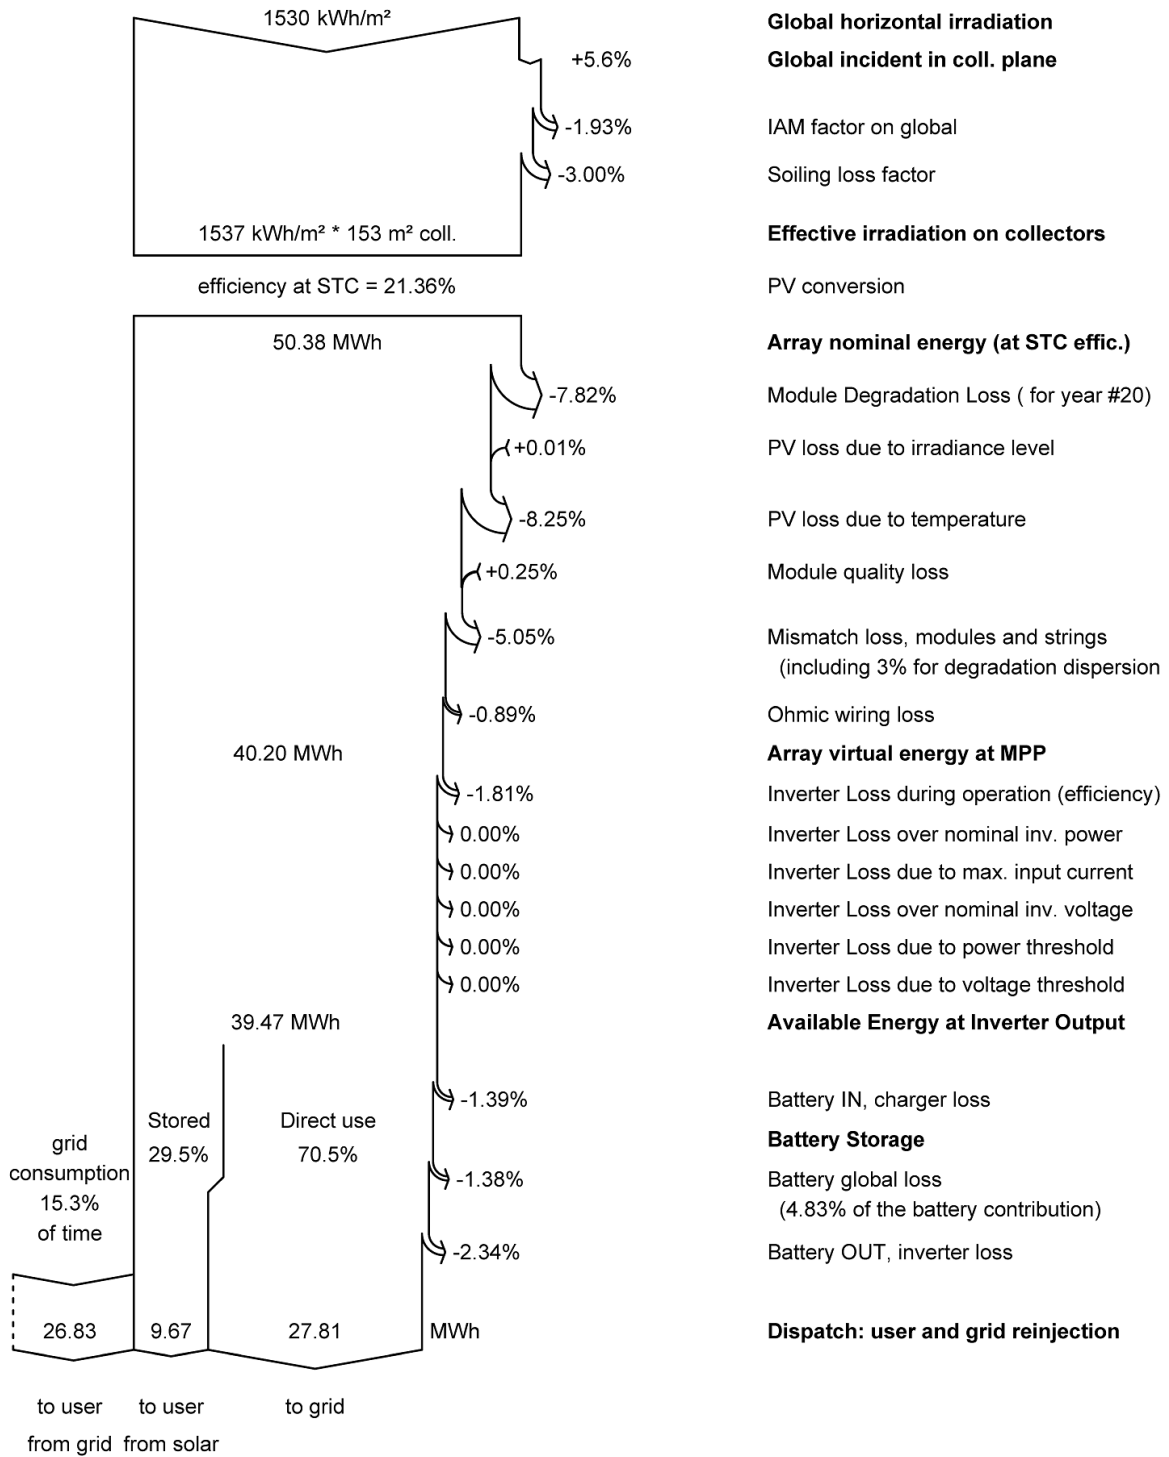 1530 kWh/m² Global horizontal irradiation
+5.6% Global incident in coll. plane
-1.93% IAM factor on global
-3.00% Soiling loss factor
1537 kWh/m² * 153 m² coll. Effective irradiation on collectors
efficiency at STC = 21.36% PV conversion
50.38 MWh Array nominal energy (at STC effic.)
-7.82% Module Degradation Loss ( for year #20)
+0.01% PV loss due to irradiance level
-8.25% PV loss due to temperature
+0.25% Module quality loss
-5.05% Mismatch loss, modules and strings
(including 3% for degradation dispersion
-0.89% Ohmic wiring loss
40.20 MWh Array virtual energy at MPP
-1.81% Inverter Loss during operation (efficiency)
0.00% Inverter Loss over nominal inv. power
0.00% Inverter Loss due to max. input current
0.00% Inverter Loss over nominal inv. voltage
0.00% Inverter Loss due to power threshold
0.00% Inverter Loss due to voltage threshold
39.47 MWh Available Energy at Inverter Output
-1.39% Battery IN, charger loss
Stored Direct use Battery Storage
grid 29.5% 70.5%
consumption -1.38% Battery global loss
15.3% (4.83% of the battery contribution)
of time
-2.34% Battery OUT, inverter loss
26.83 9.67 27.81 MWh Dispatch: user and grid reinjection
to user to user to grid
from grid from solar